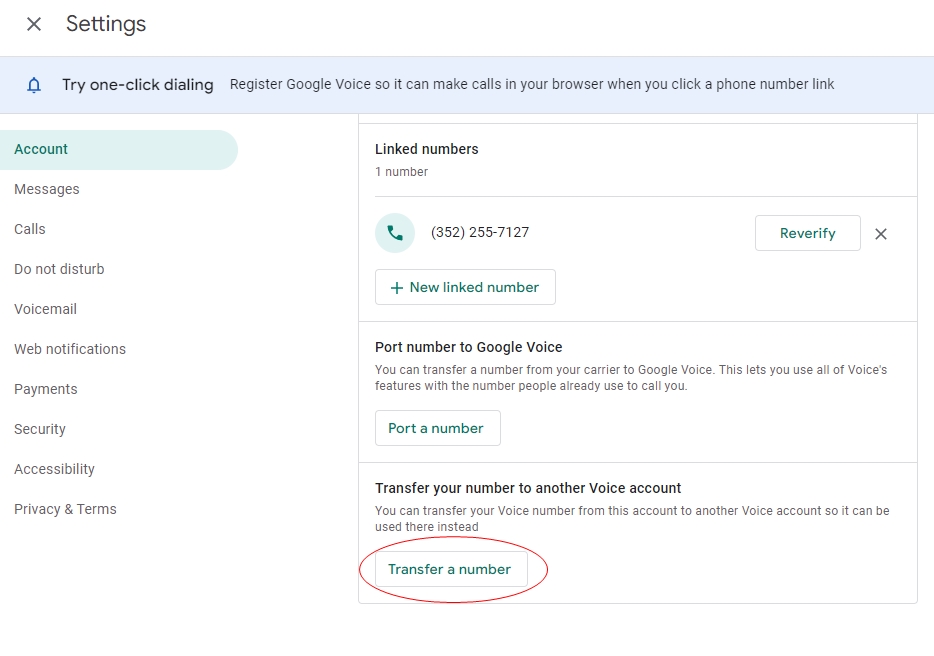 Settings
Try one-click dialing Register Google Voice so it can make calls in your browser when you click a phone number link
Account
Messages
Calls
Do not disturb
Voicemail
Web notifications
Payments
Security
Accessibility
Privacy & Terms
Linked numbers
1 number
(352) 255-7127
Reverify
New linked number
Port number to Google Voice
You can transfer a number from your carrier to Google Voice. This lets you use all of Voice's
features with the number people already use to call you.
Port a number
Transfer your number to another Voice account
You can transfer your Voice number from this account to another Voice account so it can be
used there instead
Transfer a number